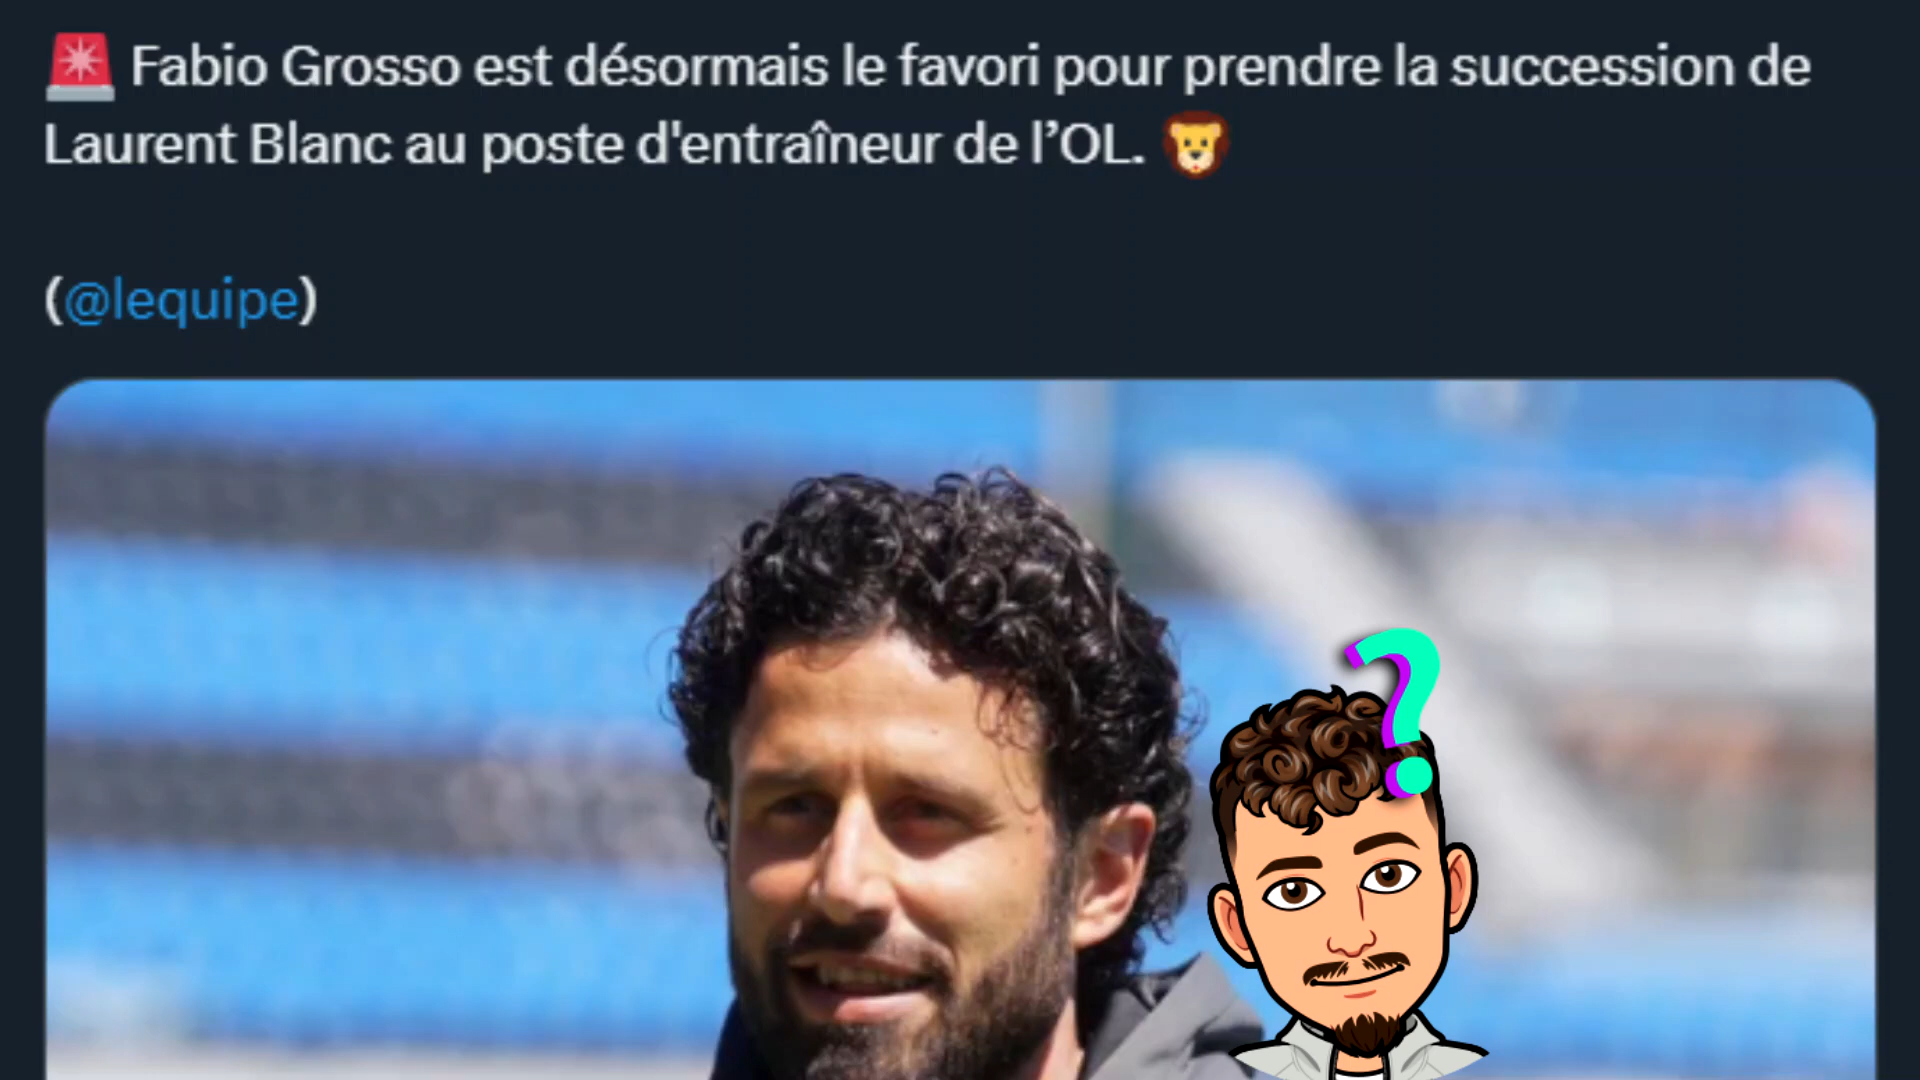 🚨 Fabio Grosso est désormais le favori pour prendre la succession de
Laurent Blanc au poste d'entraîneur de l’OL. 🦁
(@lequipe)
?